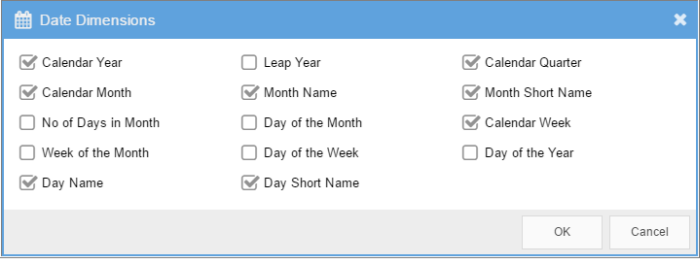 Date Dimensions
Calendar Year Leap Year Calendar Quarter
Calendar Month Month Name Month Short Name
No of Days in Month Day of the Month Calendar Week
Week of the Month Day of the Week Day of the Year
Day Name Day Short Name
OK Cancel